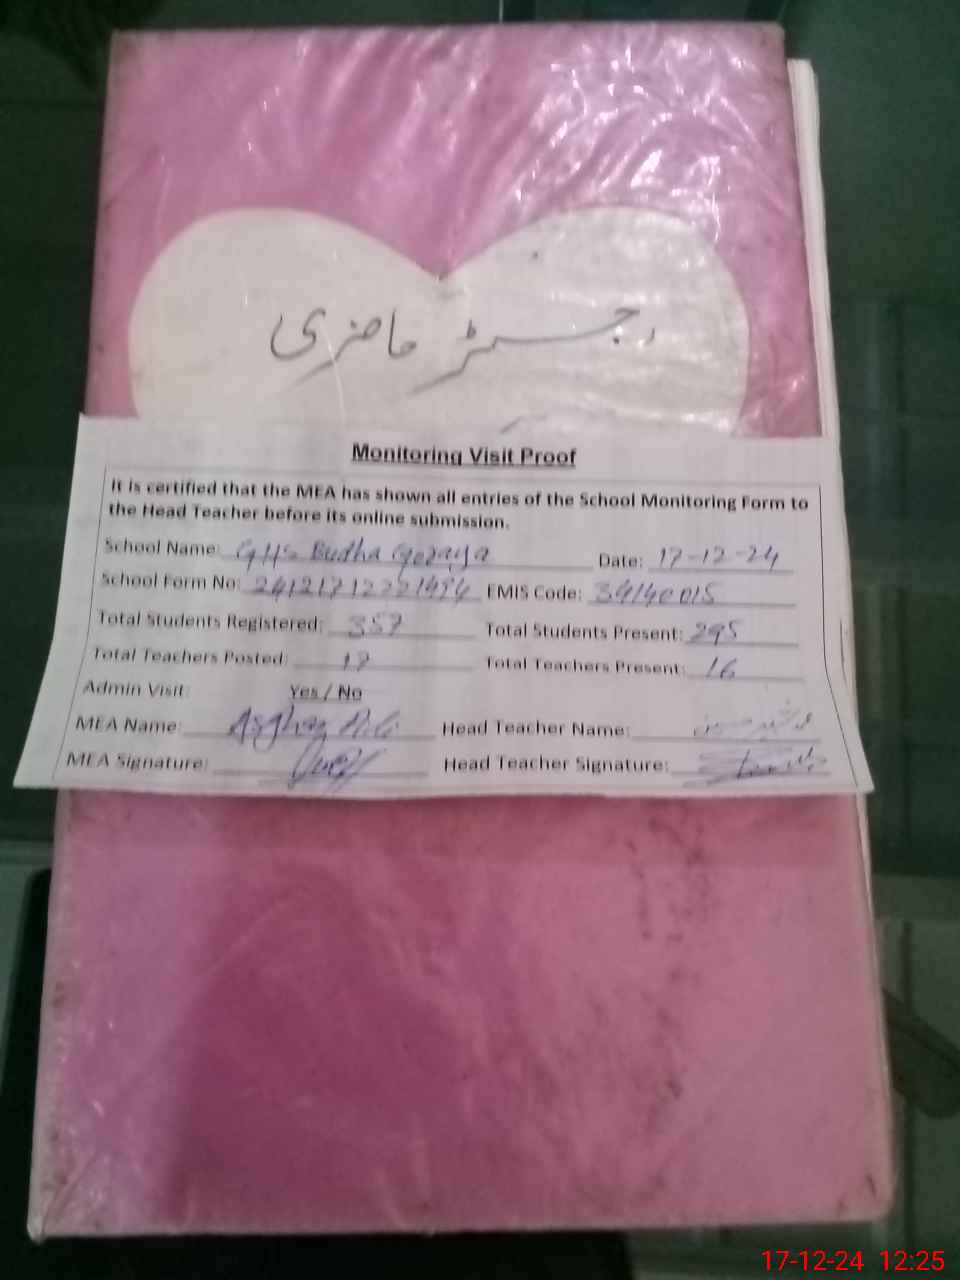 رجسٹر حاضری
Monitoring Visit Proof
It is certified that the MEA has shown all entries of the School Monitoring Form to
the Head Teacher before its online submission.
School Name: GHS Budha Goraya Date: 17-12-24
School Form No: EMIS Code: 34140015
Total Students Registered: 357 Total Students Present: 295
Total Teachers Posted: 17 Total Teachers Present: 16
Admin Visit: Yes / No
MEA Name: Asghar Ali Head Teacher Name:
MEA Signature: Head Teacher Signature:
17-12-24 12:25